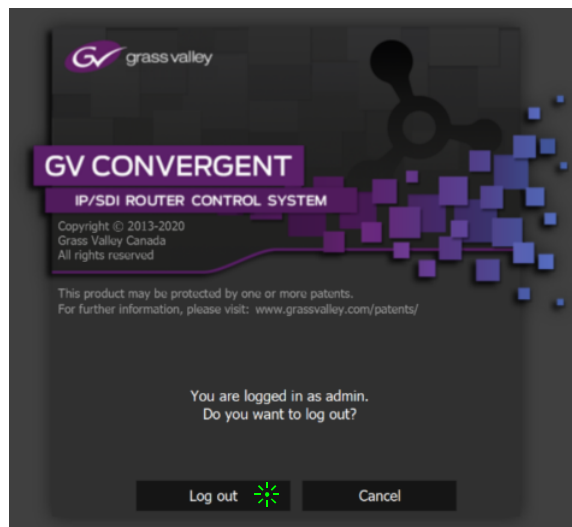 GV grass valley
GV CONVERGENT
IP/SDI ROUTER CONTROL SYSTEM
Copyright © 2013-2020
Grass Valley Canada
All rights reserved
This product may be protected by one or more patents.
For further information, please visit: www.grassvalley.com/patents/
You are logged in as admin.
Do you want to log out?
Log out
Cancel